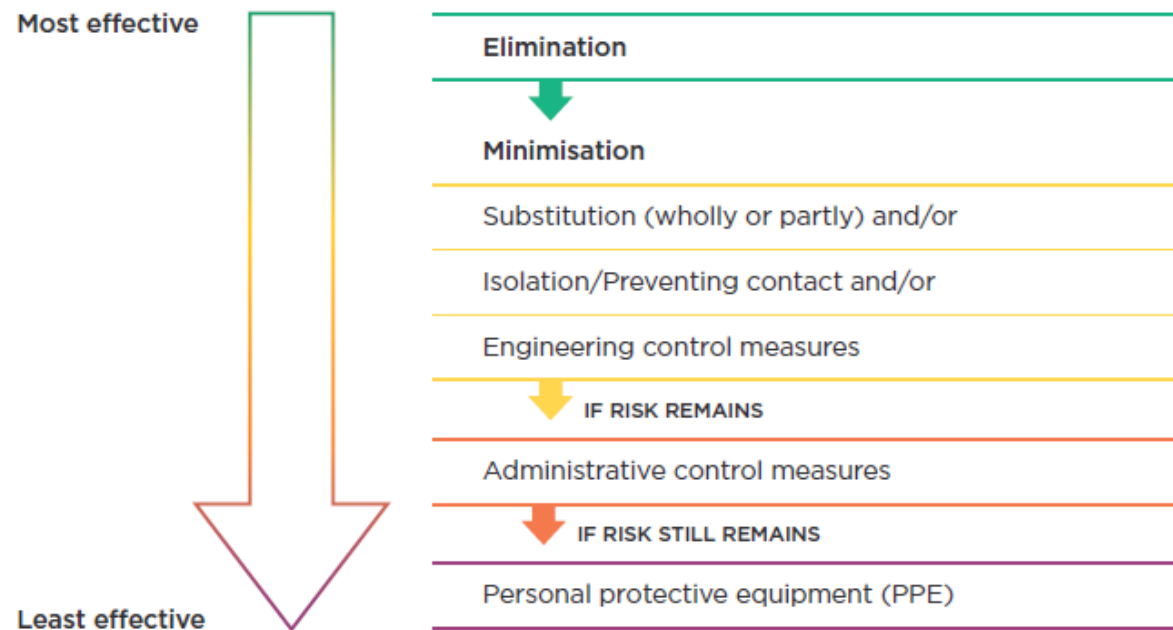 Most effective
Elimination
Minimisation
Substitution (wholly or partly) and/or
Isolation/Preventing contact and/or
Engineering control measures
IF RISK REMAINS
Administrative control measures
IF RISK STILL REMAINS
Personal protective equipment (PPE)
Least effective